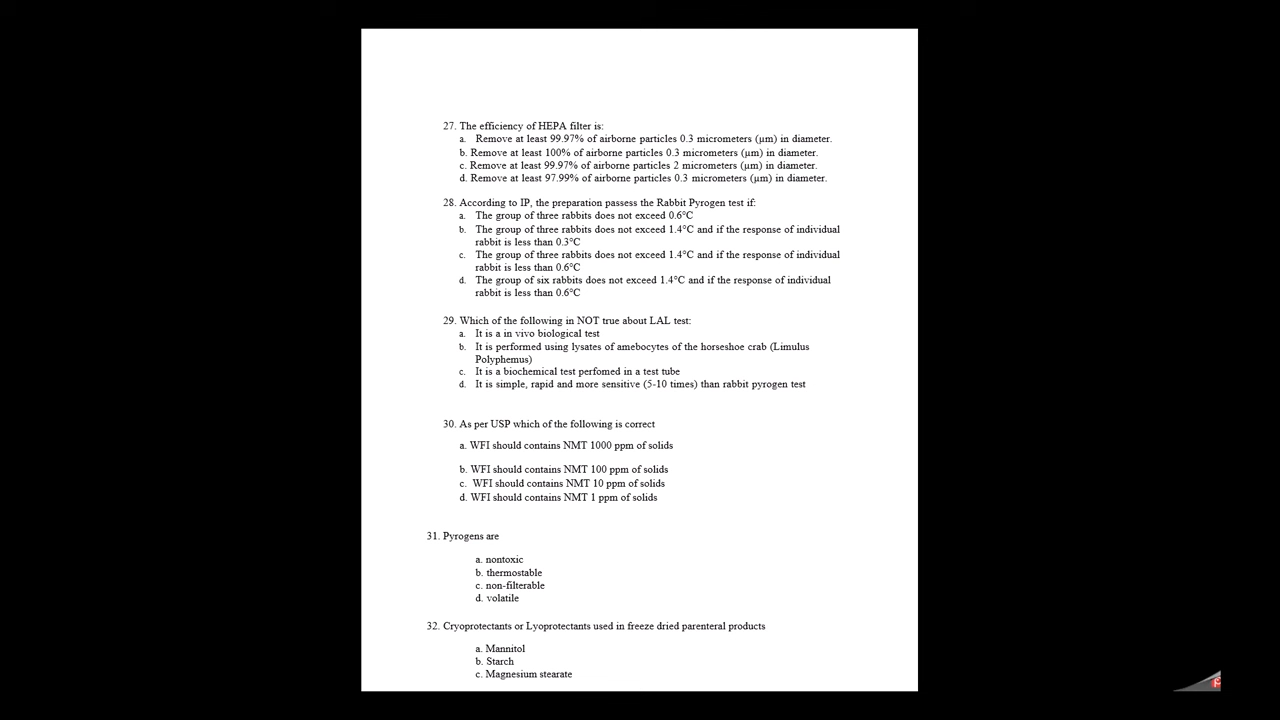 27. The efficiency of HEPA filter is:
a. Remove at least 99.97% of airborne particles 0.3 micrometers (µm) in diameter.
b. Remove at least 100% of airborne particles 0.3 micrometers (µm) in diameter.
c. Remove at least 99.97% of airborne particles 2 micrometers (µm) in diameter.
d. Remove at least 97.99% of airborne particles 0.3 micrometers (µm) in diameter.
28. According to IP, the preparation passess the Rabbit Pyrogen test if:
a. The group of three rabbits does not exceed 0.6°C
b. The group of three rabbits does not exceed 1.4°C and if the response of individual
rabbit is less than 0.3°C
c. The group of three rabbits does not exceed 1.4°C and if the response of individual
rabbit is less than 0.6°C
d. The group of six rabbits does not exceed 1.4°C and if the response of individual
rabbit is less than 0.6°C
29. Which of the following in NOT true about LAL test:
a. It is a in vivo biological test
b. It is performed using lysates of amebocytes of the horseshoe crab (Limulus
Polyphemus)
c. It is a biochemical test perfomed in a test tube
d. It is simple, rapid and more sensitive (5-10 times) than rabbit pyrogen test
30. As per USP which of the following is correct
a. WFI should contains NMT 1000 ppm of solids
b. WFI should contains NMT 100 ppm of solids
c. WFI should contains NMT 10 ppm of solids
d. WFI should contains NMT 1 ppm of solids
31. Pyrogens are
a. nontoxic
b. thermostable
c. non-filterable
d. volatile
32. Cryoprotectants or Lyoprotectants used in freeze dried parenteral products
a. Mannitol
b. Starch
c. Magnesium stearate